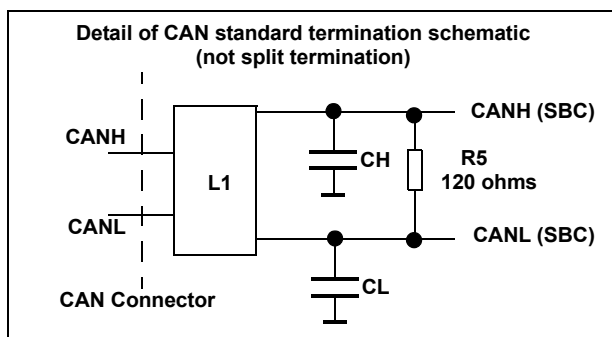 Detail of CAN standard termination schematic
(not split termination)
CANH
CANH (SBC)
CH
R5
120 ohms
L1
CANL
CANL (SBC)
CL
CAN Connector